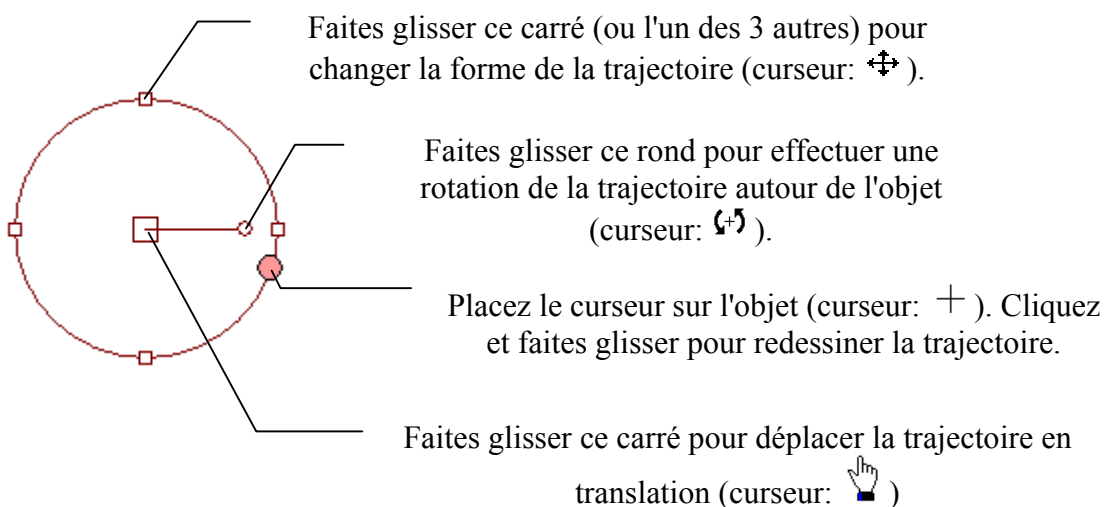 Faites glisser ce carré (ou l'un des 3 autres) pour
changer la forme de la trajectoire (curseur: ).
Faites glisser ce rond pour effectuer une
rotation de la trajectoire autour de l'objet
(curseur: ).
Placez le curseur sur l'objet (curseur: ). Cliquez
et faites glisser pour redessiner la trajectoire.
Faites glisser ce carré pour déplacer la trajectoire en
translation (curseur: )